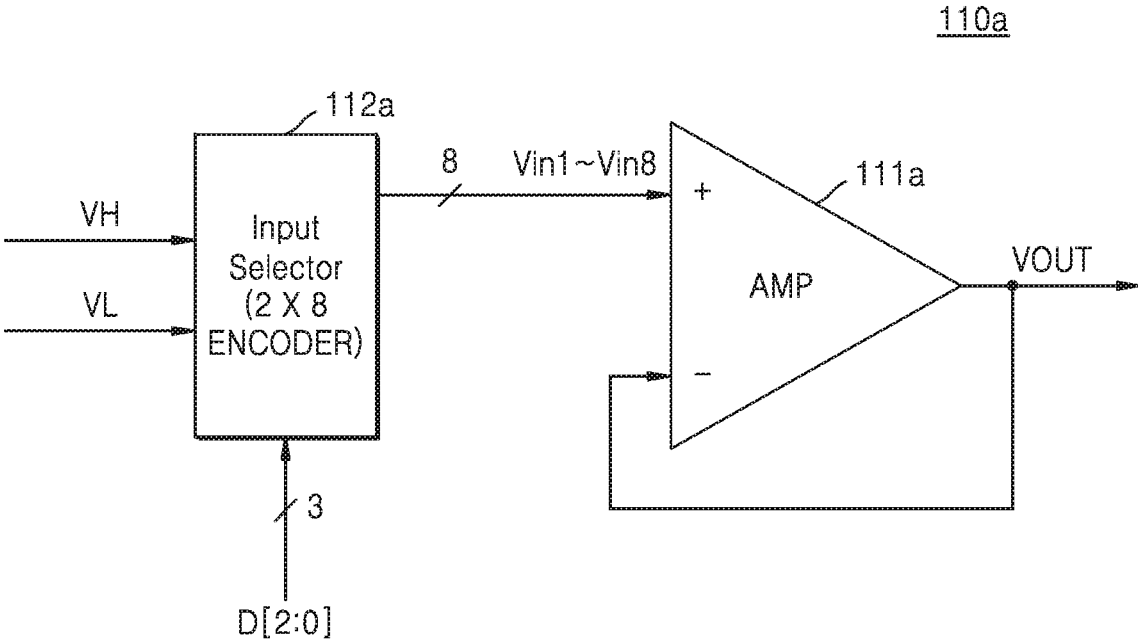 110a
112a
8
Vin1~Vin8
111a
VH
Input
Selector
(2 X 8
ENCODER)
VL
+
AMP
VOUT
-
3
D[2:0]